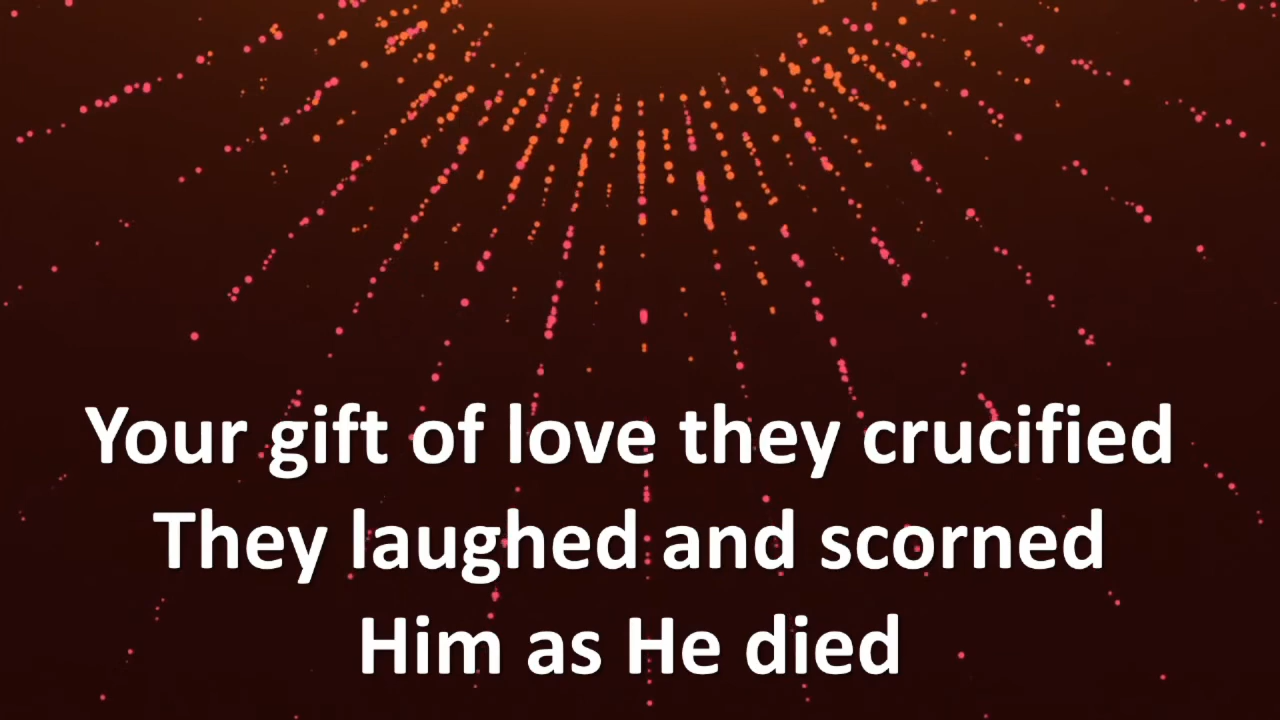 Your gift of love they crucified
They laughed and scorned
Him as He died